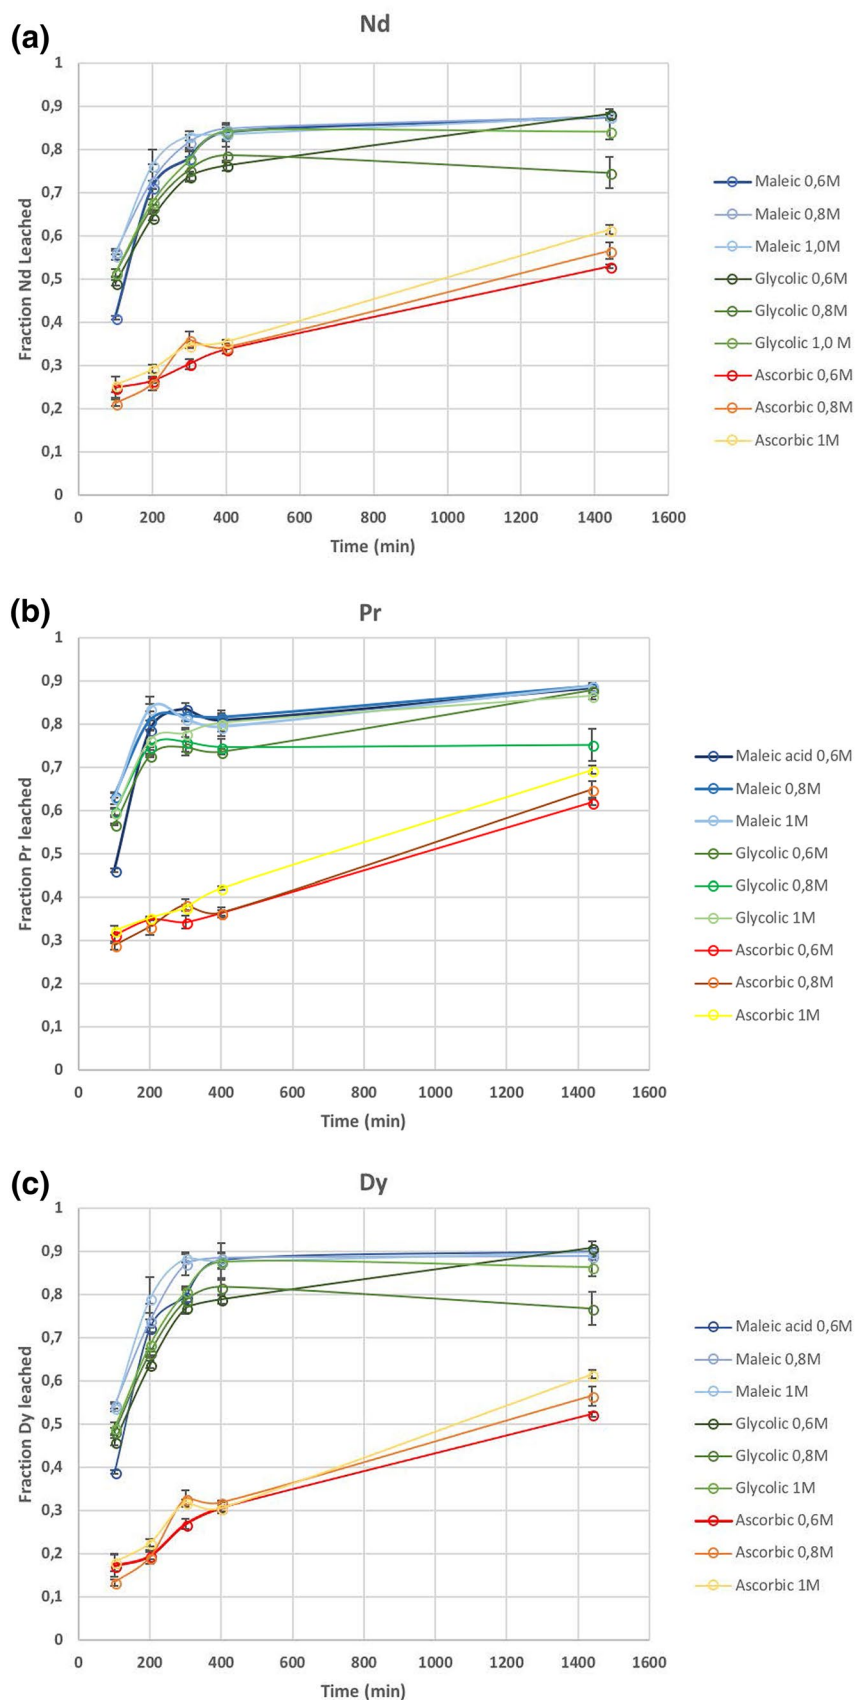 (a)
Nd
1
0,9
0,8
0,7
0,6
0,5
0,4
0,3
0,2
0,1
0
Fraction Nd Leached
0 200 400 600 800 1000 1200 1400 1600
Time (min)
Maleic 0,6M
Maleic 0,8M
Maleic 1,0M
Glycolic 0,6M
Glycolic 0,8M
Glycolic 1,0 M
Ascorbic 0,6M
Ascorbic 0,8M
Ascorbic 1M
(b)
Pr
1
0,9
0,8
0,7
0,6
0,5
0,4
0,3
0,2
0,1
0
Fraction Pr leached
0 200 400 600 800 1000 1200 1400 1600
Time (min)
Maleic acid 0,6M
Maleic 0,8M
Maleic 1M
Glycolic 0,6M
Glycolic 0,8M
Glycolic 1M
Ascorbic 0,6M
Ascorbic 0,8M
Ascorbic 1M
(c)
Dy
1
0,9
0,8
0,7
0,6
0,5
0,4
0,3
0,2
0,1
0
Fraction Dy leached
0 200 400 600 800 1000 1200 1400 1600
Time (min)
Maleic acid 0,6M
Maleic 0,8M
Maleic 1M
Glycolic 0,6M
Glycolic 0,8M
Glycolic 1M
Ascorbic 0,6M
Ascorbic 0,8M
Ascorbic 1M